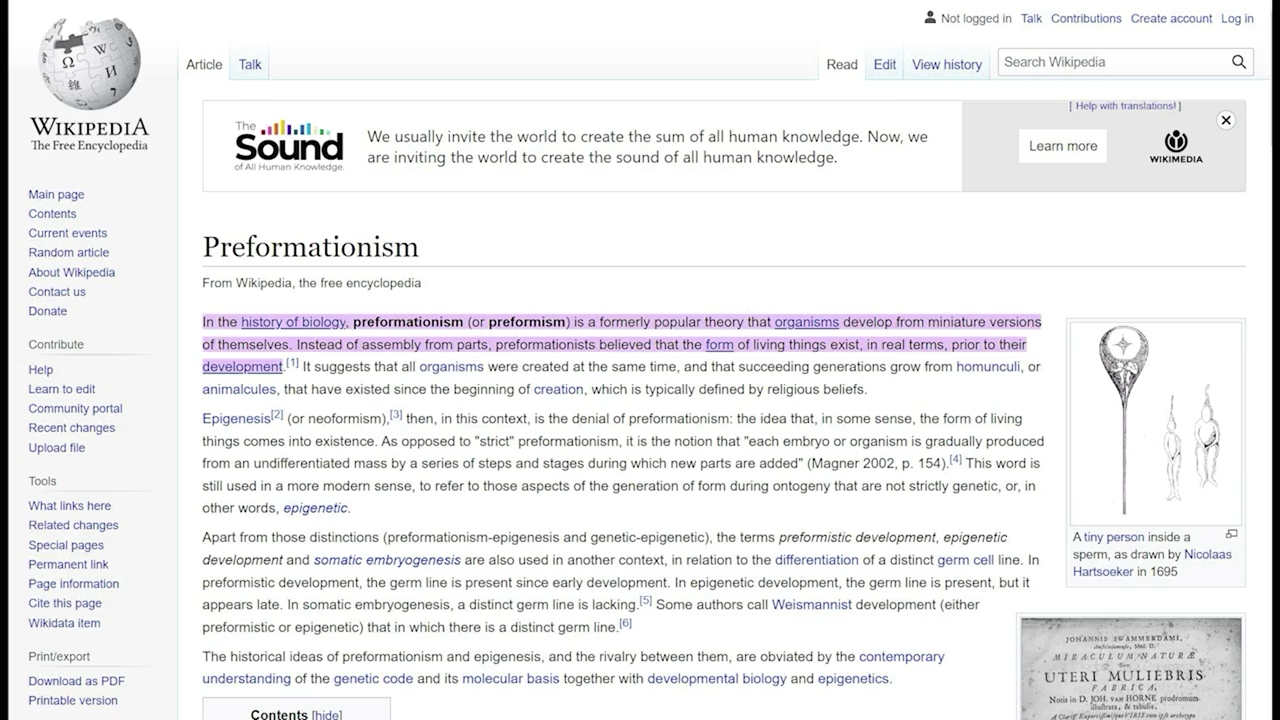 Not logged in Talk Contributions Create account Log in
WIKIPEDIA
The Free Encyclopedia
Article Talk
Read Edit View history
Search Wikipedia
Main page
Contents
Current events
Random article
About Wikipedia
Contact us
Donate
Contribute
Help
Learn to edit
Community portal
Recent changes
Upload file
Tools
What links here
Related changes
Special pages
Permanent link
Page information
Cite this page
Wikidata item
Print/export
Download as PDF
Printable version
The
Sound
of All Human Knowledge.
We usually invite the world to create the sum of all human knowledge. Now, we
are inviting the world to create the sound of all human knowledge.
[ Help with translations! ]
Learn more
WIKIMEDIA
Preformationism
From Wikipedia, the free encyclopedia
In the history of biology, preformationism (or preformism) is a formerly popular theory that organisms develop from miniature versions
of themselves. Instead of assembly from parts, preformationists believed that the form of living things exist, in real terms, prior to their
development.[1] It suggests that all organisms were created at the same time, and that succeeding generations grow from homunculi, or
animalcules, that have existed since the beginning of creation, which is typically defined by religious beliefs.
Epigenesis[2] (or neoformism),[3] then, in this context, is the denial of preformationism: the idea that, in some sense, the form of living
things comes into existence. As opposed to "strict" preformationism, it is the notion that "each embryo or organism is gradually produced
from an undifferentiated mass by a series of steps and stages during which new parts are added" (Magner 2002, p. 154).[4] This word is
still used in a more modern sense, to refer to those aspects of the generation of form during ontogeny that are not strictly genetic, or, in
other words, epigenetic.
Apart from those distinctions (preformationism-epigenesis and genetic-epigenetic), the terms preformistic development, epigenetic
development and somatic embryogenesis are also used in another context, in relation to the differentiation of a distinct germ cell line. In
preformistic development, the germ line is present since early development. In epigenetic development, the germ line is present, but it
appears late. In somatic embryogenesis, a distinct germ line is lacking.[5] Some authors call Weismannist development (either
preformistic or epigenetic) that in which there is a distinct germ line.[6]
The historical ideas of preformationism and epigenesis, and the rivalry between them, are obviated by the contemporary
understanding of the genetic code and its molecular basis together with developmental biology and epigenetics.
Contents [hide]
A tiny person inside a
sperm, as drawn by Nicolaas
Hartsoeker in 1695
JOHANNIS SWAMMERDAMI,
Amstelodamensis, Med. D.
MIRACULUM NATURÆ
Sive
UTERI MULIEBRIS
FABRICA,
Notis in D. JOH. van HORNE prodromum
illustrata, & tabulis,